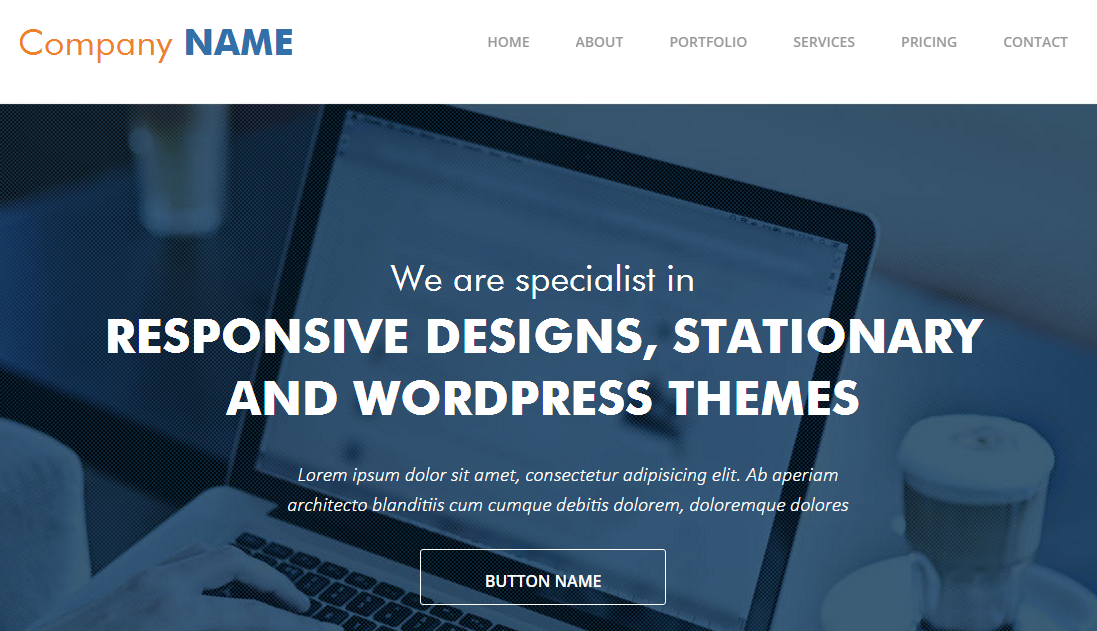 Company NAME
HOME ABOUT PORTFOLIO SERVICES PRICING CONTACT
We are specialist in
RESPONSIVE DESIGNS, STATIONARY
AND WORDPRESS THEMES
Lorem ipsum dolor sit amet, consectetur adipisicing elit. Ab aperiam
architecto blanditiis cum cumque debitis dolorem, doloremque dolores
BUTTON NAME